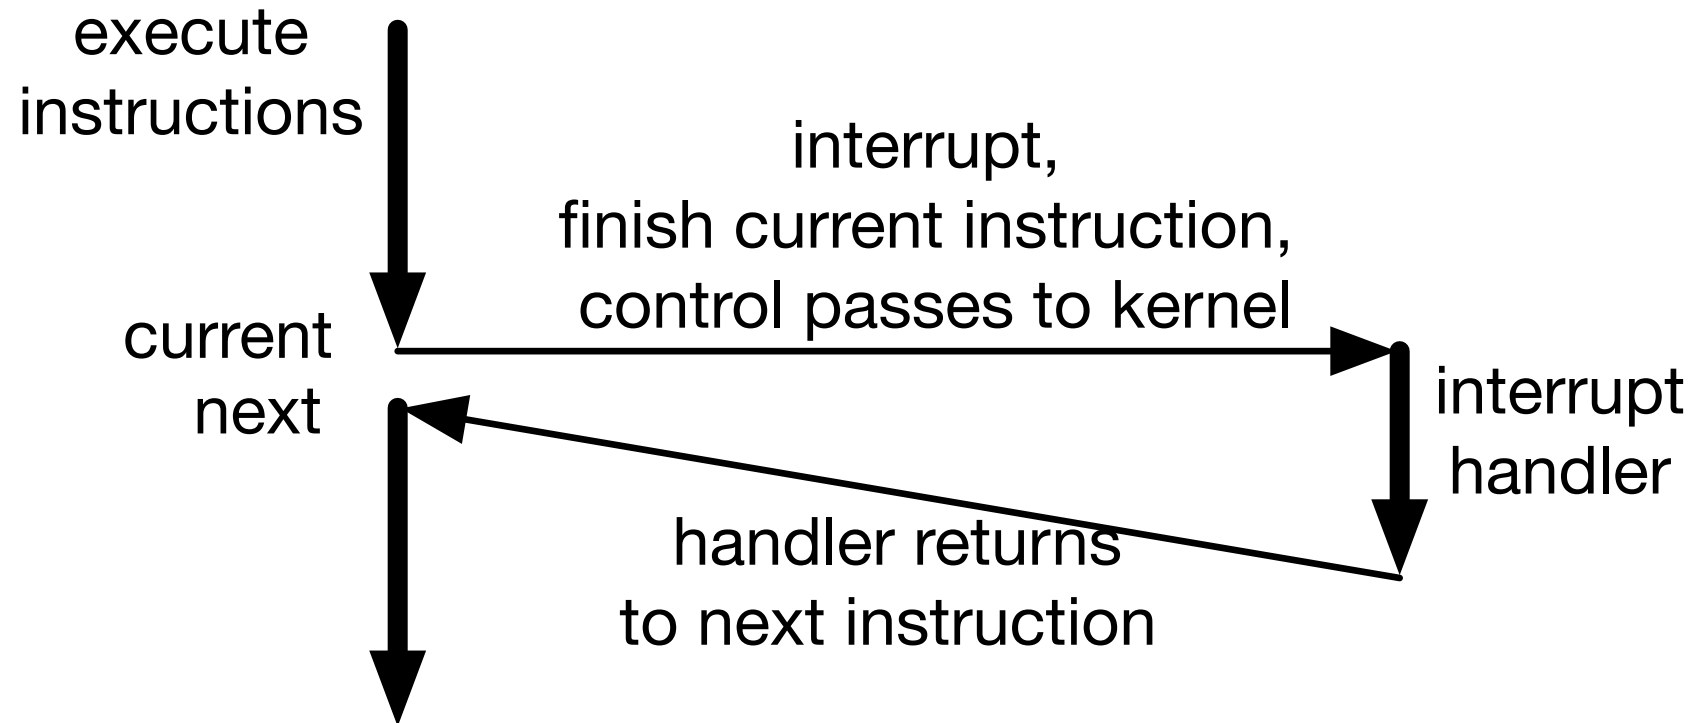 execute
instructions
interrupt,
finish current instruction,
control passes to kernel
current
next
interrupt
handler
handler returns
to next instruction